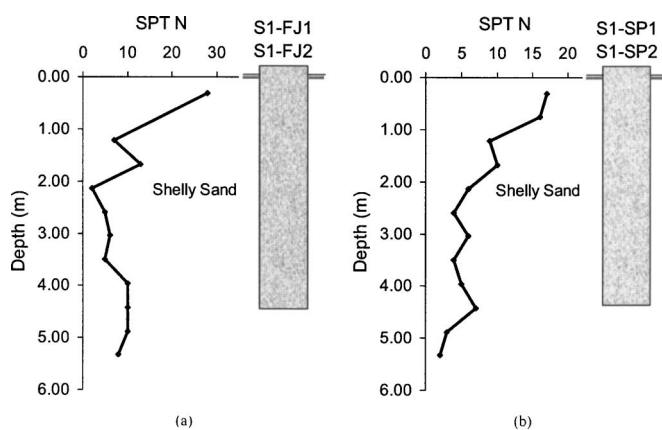 SPT N
0 10 20 30
0.00
1.00
2.00
3.00
4.00
5.00
6.00
Depth (m)
Shelly Sand
S1-FJ1
S1-FJ2
(a)
SPT N
0 5 10 15 20
0.00
1.00
2.00
3.00
4.00
5.00
6.00
Depth (m)
Shelly Sand
S1-SP1
S1-SP2
(b)